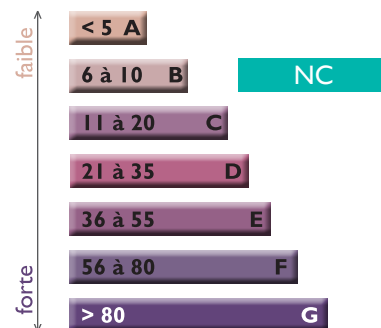 faible
< 5 A
6 à 10 B
NC
11 à 20 C
21 à 35 D
36 à 55 E
56 à 80 F
> 80 G
forte